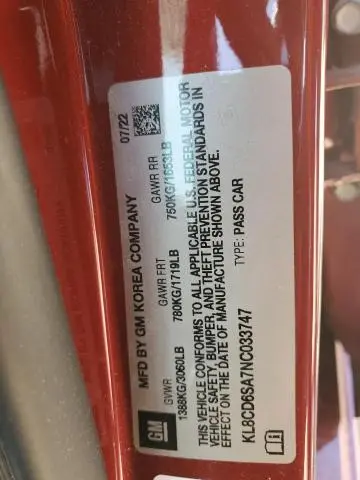 GM
MFD BY GM KOREA COMPANY 07/22
GVWR GAWR FRT GAWR RR
1388KG/3060LB 780KG/1719LB 750KG/1653LB
THIS VEHICLE CONFORMS TO ALL APPLICABLE U.S. FEDERAL MOTOR
VEHICLE SAFETY, BUMPER, AND THEFT PREVENTION STANDARDS IN
EFFECT ON THE DATE OF MANUFACTURE SHOWN ABOVE.
KL8CD6SA7NC033747 TYPE: PASS CAR